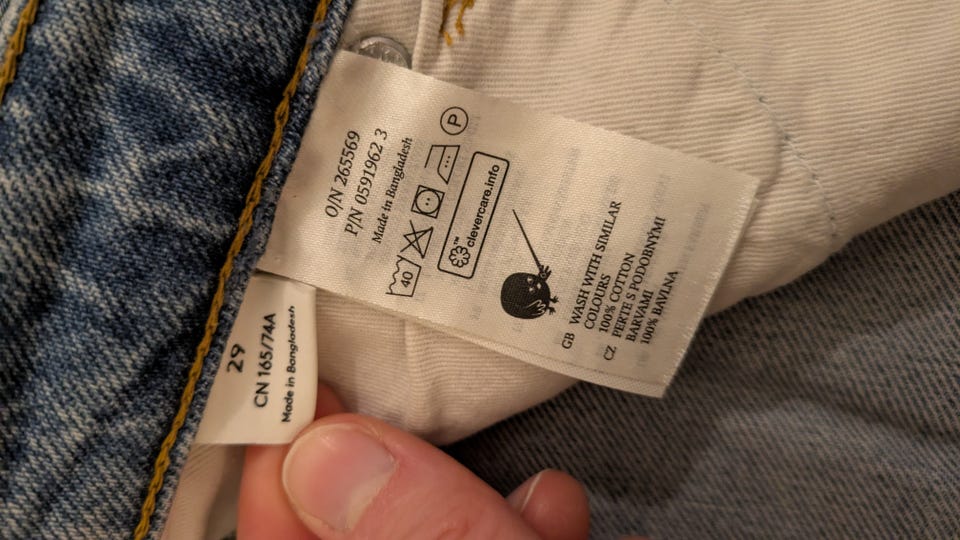 O/N 265569
P/N 0591962 3
Made in Bangladesh
P
40
clevercare.info™
GB WASH WITH SIMILAR
COLOURS
100% COTTON
CZ PERTE S PODOBNÝMI
BARVAMI
100% BAVLNA
29
CN 165/74A
Made in Bangladesh